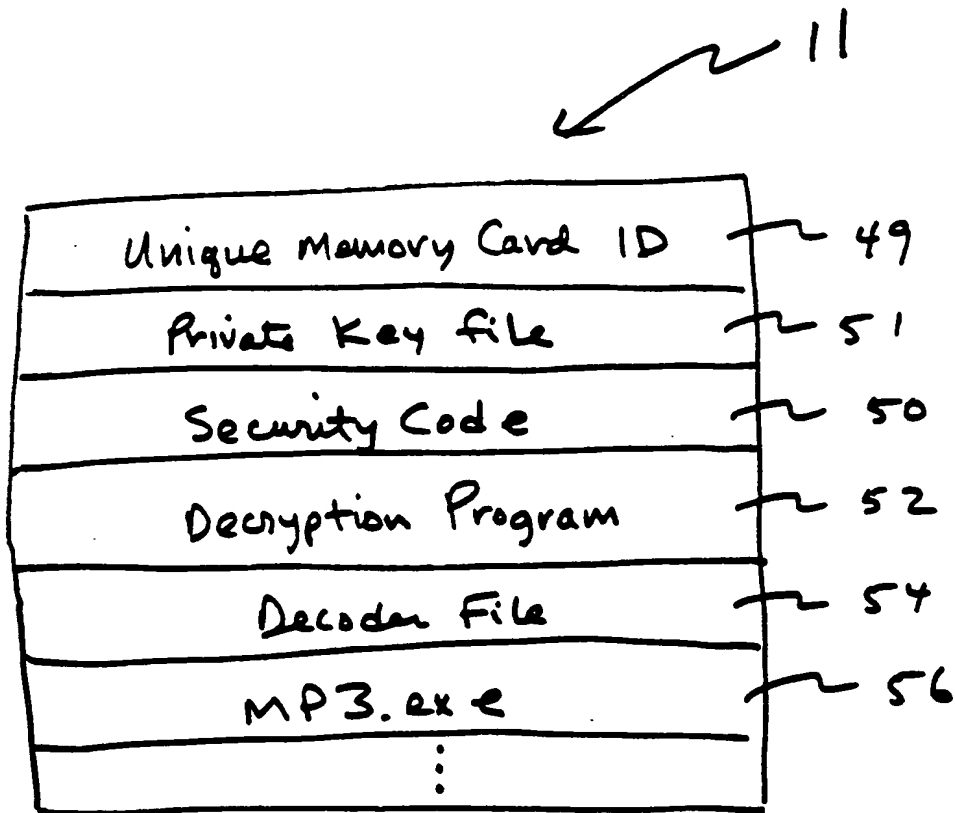 11
Unique Memory Card ID 49
Private Key file 51
Security Code 50
Decryption Program 52
Decoder File 54
MP3.exe 56